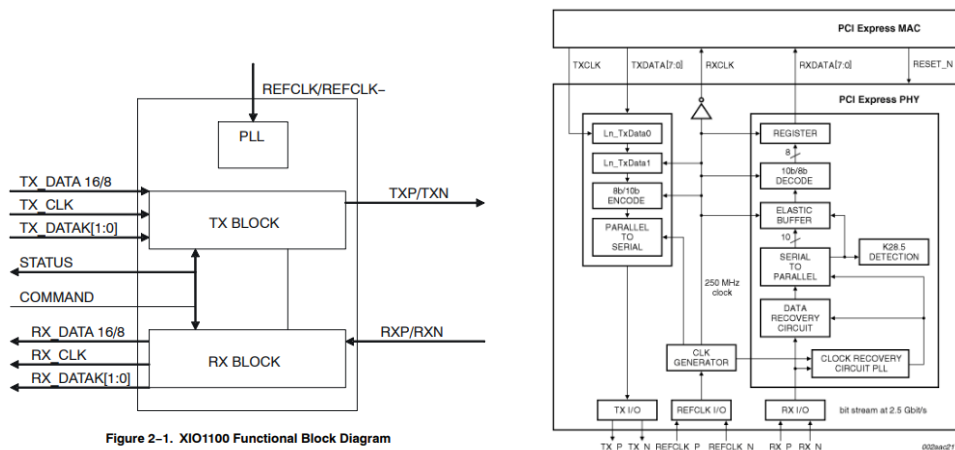 REFCLK/REFCLK−
PLL
TX_DATA 16/8
TX_CLK
TX_DATAK[1:0]
TX BLOCK
TXP/TXN
STATUS
COMMAND
RX_DATA 16/8
RX_CLK
RX_DATAK[1:0]
RX BLOCK
RXP/RXN
Figure 2−1. XIO1100 Functional Block Diagram
PCI Express MAC
TXCLK
TXDATA[7:0]
RXCLK
RXDATA[7:0]
RESET_N
PCI Express PHY
Ln_TxData0
Ln_TxData1
8b/10b
ENCODE
PARALLEL
TO
SERIAL
REGISTER
8
10b/8b
DECODE
ELASTIC
BUFFER
10
K28.5
DETECTION
SERIAL
TO
PARALLEL
250 MHz
clock
DATA
RECOVERY
CIRCUIT
CLK
GENERATOR
CLOCK RECOVERY
CIRCUIT PLL
TX I/O
REFCLK I/O
RX I/O
bit stream at 2.5 Gbit/s
TX_P
TX_N
REFCLK_P
REFCLK_N
RX_P
RX_N
002aac21